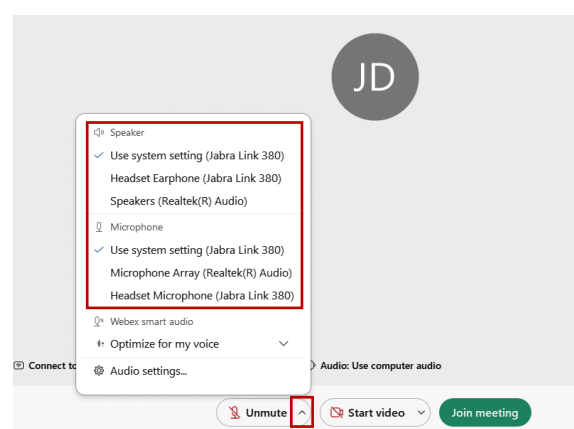 JD
Speaker
Use system setting (Jabra Link 380)
Headset Earphone (Jabra Link 380)
Speakers (Realtek(R) Audio)
Microphone
Use system setting (Jabra Link 380)
Microphone Array (Realtek(R) Audio)
Headset Microphone (Jabra Link 380)
Webex smart audio
Optimize for my voice
Connect to Audio: Use computer audio
Audio settings...
Unmute Start video Join meeting